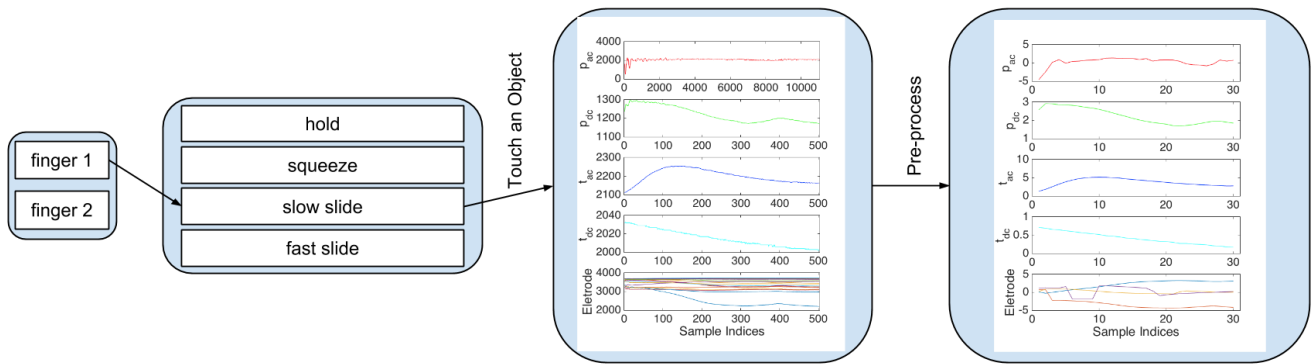 finger 1
finger 2
hold
squeeze
slow slide
fast slide
Touch an Object
p_ac
4000
2000
0
0 2000 4000 6000 8000 10000
p_dc
1300
1200
1100
0 100 200 300 400 500
t_ac
2300
2200
2100
0 100 200 300 400 500
t_dc
2040
2020
2000
0 100 200 300 400 500
Eletrode
4000
3000
2000
0 100 200 300 400 500
Sample Indices
Pre-process
p_ac
5
0
-5
0 10 20 30
p_dc
3
2
1
0 10 20 30
t_ac
10
5
0
0 10 20 30
t_dc
1
0.5
0
0 10 20 30
Eletrode
5
0
-5
0 10 20 30
Sample Indices